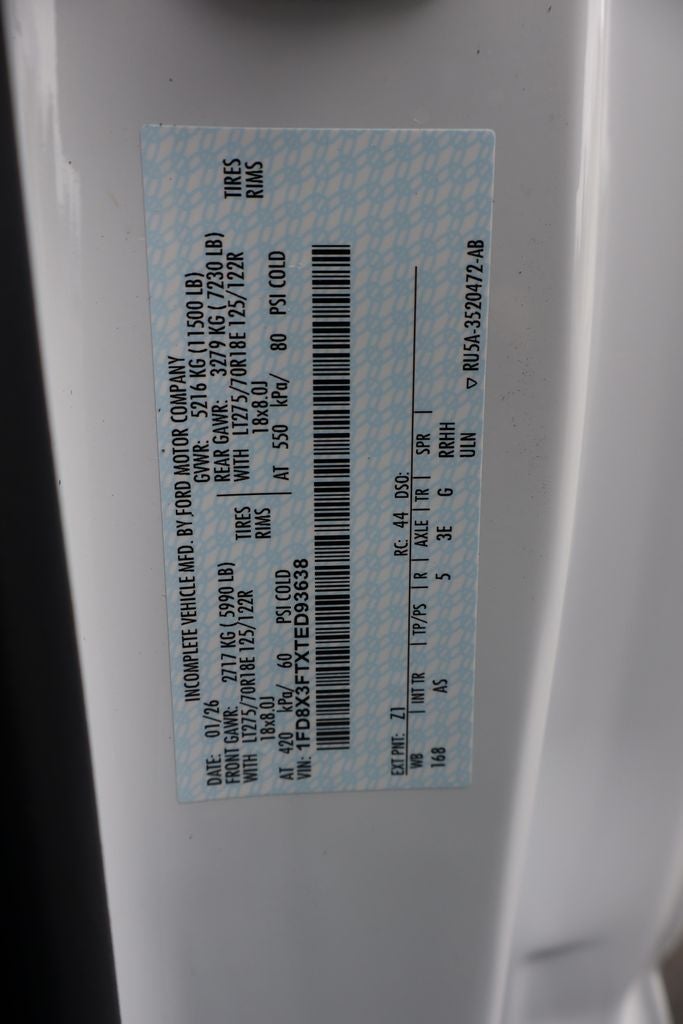 INCOMPLETE VEHICLE MFD. BY FORD MOTOR COMPANY
DATE: 01/26 GVWR: 5216 KG (11500 LB)
FRONT GAWR: 2717 KG ( 5990 LB) REAR GAWR: 3279 KG ( 7230 LB)
WITH LT275/70R18E 125/122R TIRES WITH LT275/70R18E 125/122R TIRES
18x8.0J RIMS 18x8.0J RIMS
AT 420 kPa/ 60 PSI COLD AT 550 kPa/ 80 PSI COLD
VIN: 1FD8X3FTXTED93638
EXT PNT: Z1 RC: 44 DSO:
WB | INT TR | TP/PS | R | AXLE | TR | SPR |
168 AS 5 3E G RRHH
ULN
▽ RU5A-3520472-AB